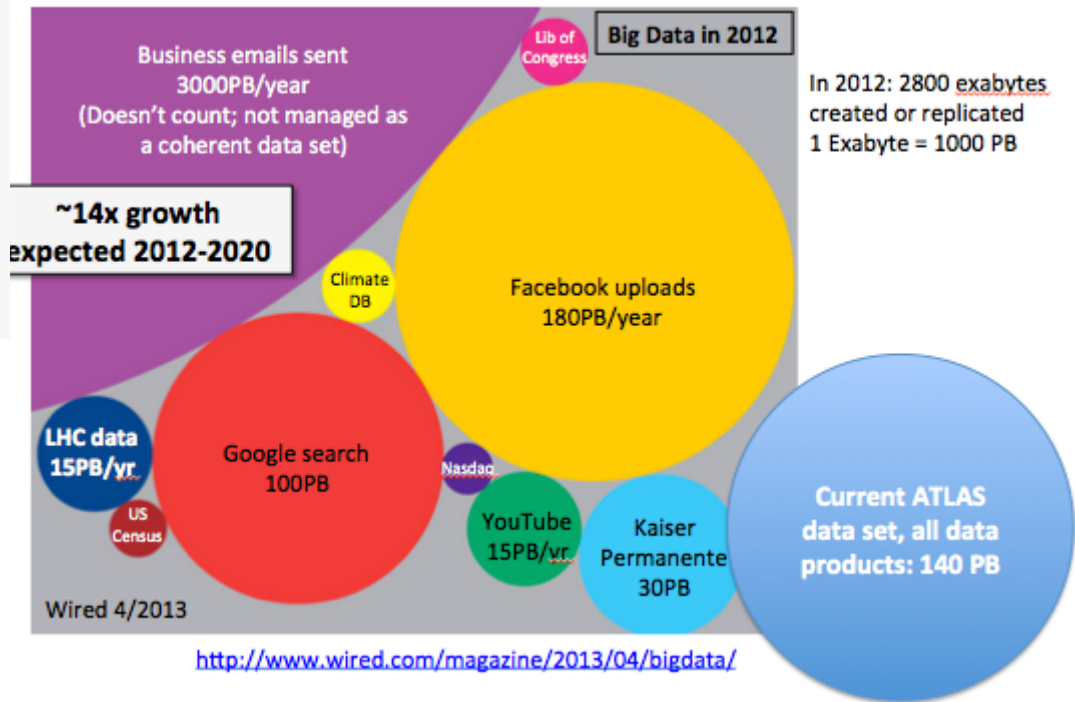 Business emails sent
3000PB/year
(Doesn't count; not managed as
a coherent data set)
Lib of
Congress
Big Data in 2012
In 2012: 2800 exabytes
created or replicated
1 Exabyte = 1000 PB
~14x growth
expected 2012-2020
Climate
DB
Facebook uploads
180PB/year
LHC data
15PB/yr
Google search
100PB
Nasdaq
US
Census
YouTube
15PB/yr
Kaiser
Permanente
30PB
Current ATLAS
data set, all data
products: 140 PB
Wired 4/2013
http://www.wired.com/magazine/2013/04/bigdata/